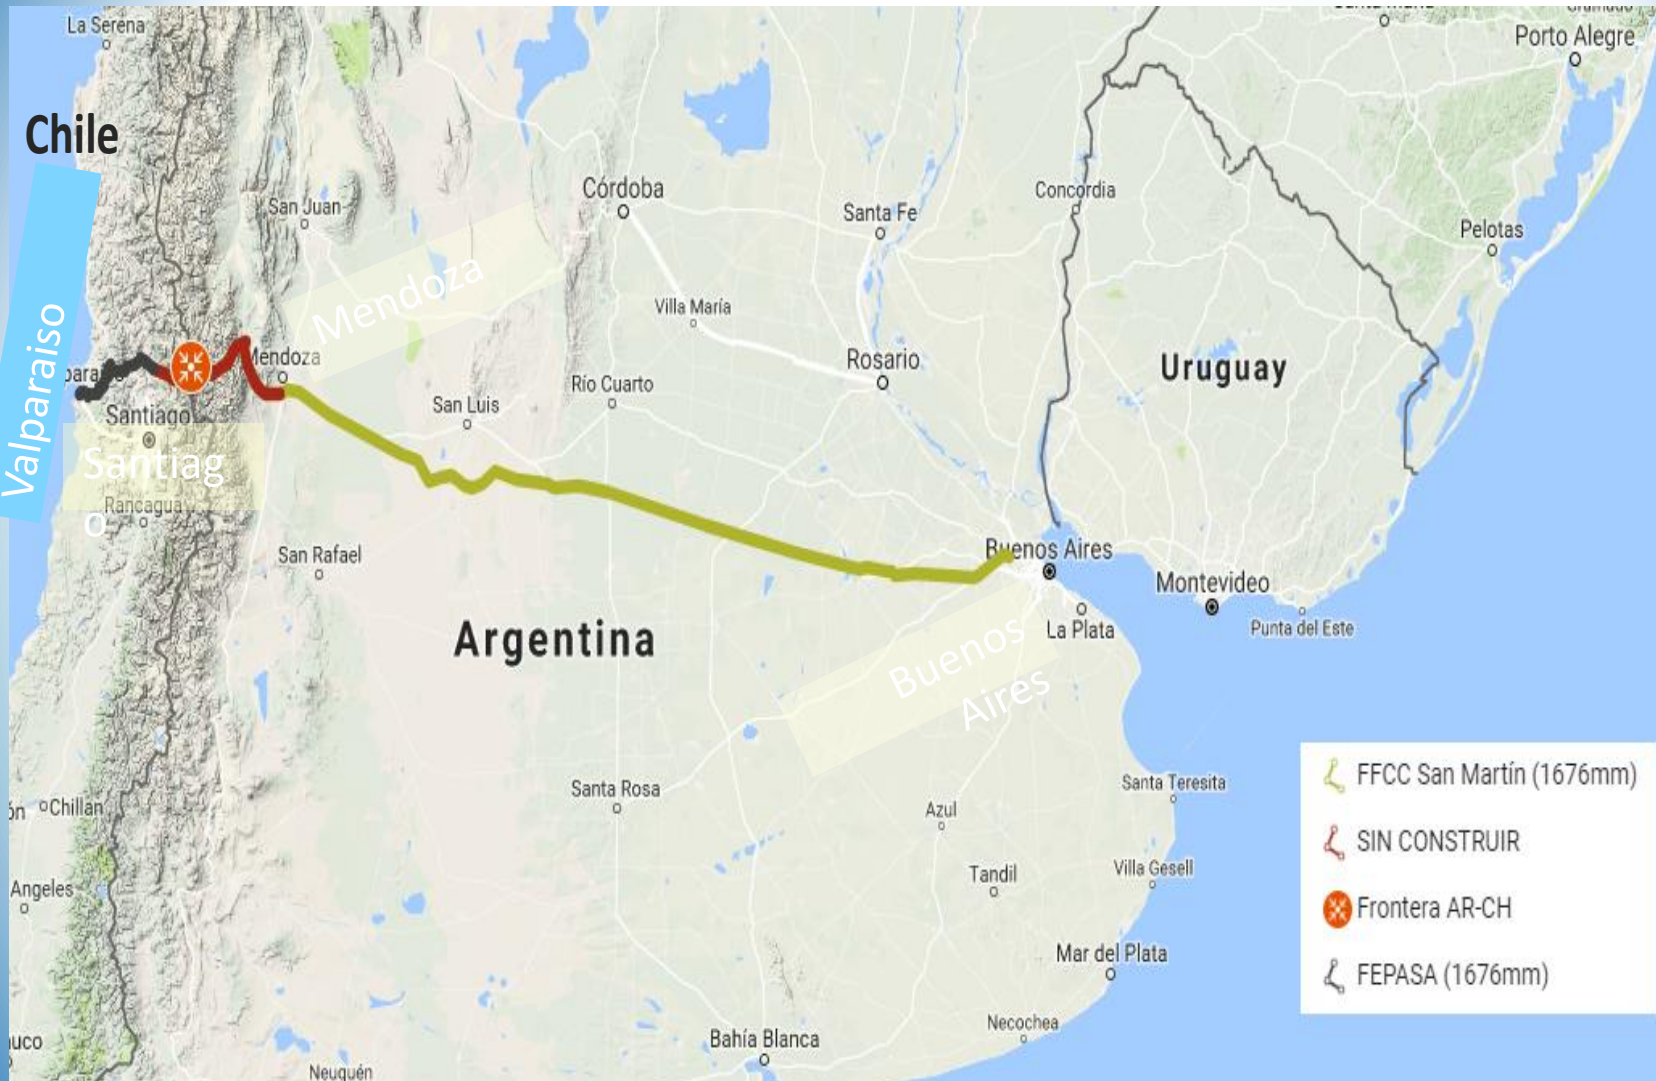 La Serena
Porto Alegre
Chile
Córdoba
Concordia
San Juan
Santa Fe
Pelotas
Mendoza
Villa María
Valparaiso
Mendoza
Rosario
Uruguay
Río Cuarto
San Luis
Santiago
Santiag
o
Rancagua
San Rafael
Buenos Aires
Montevideo
La Plata
Punta del Este
Argentina
Buenos
Aires
Santa Rosa
Santa Teresita
Chillan
Azul
Angeles
Tandil
Villa Gesell
Mar del Plata
Necochea
Bahía Blanca
Neuquén
FFCC San Martín (1676mm)
SIN CONSTRUIR
Frontera AR-CH
FEPASA (1676mm)